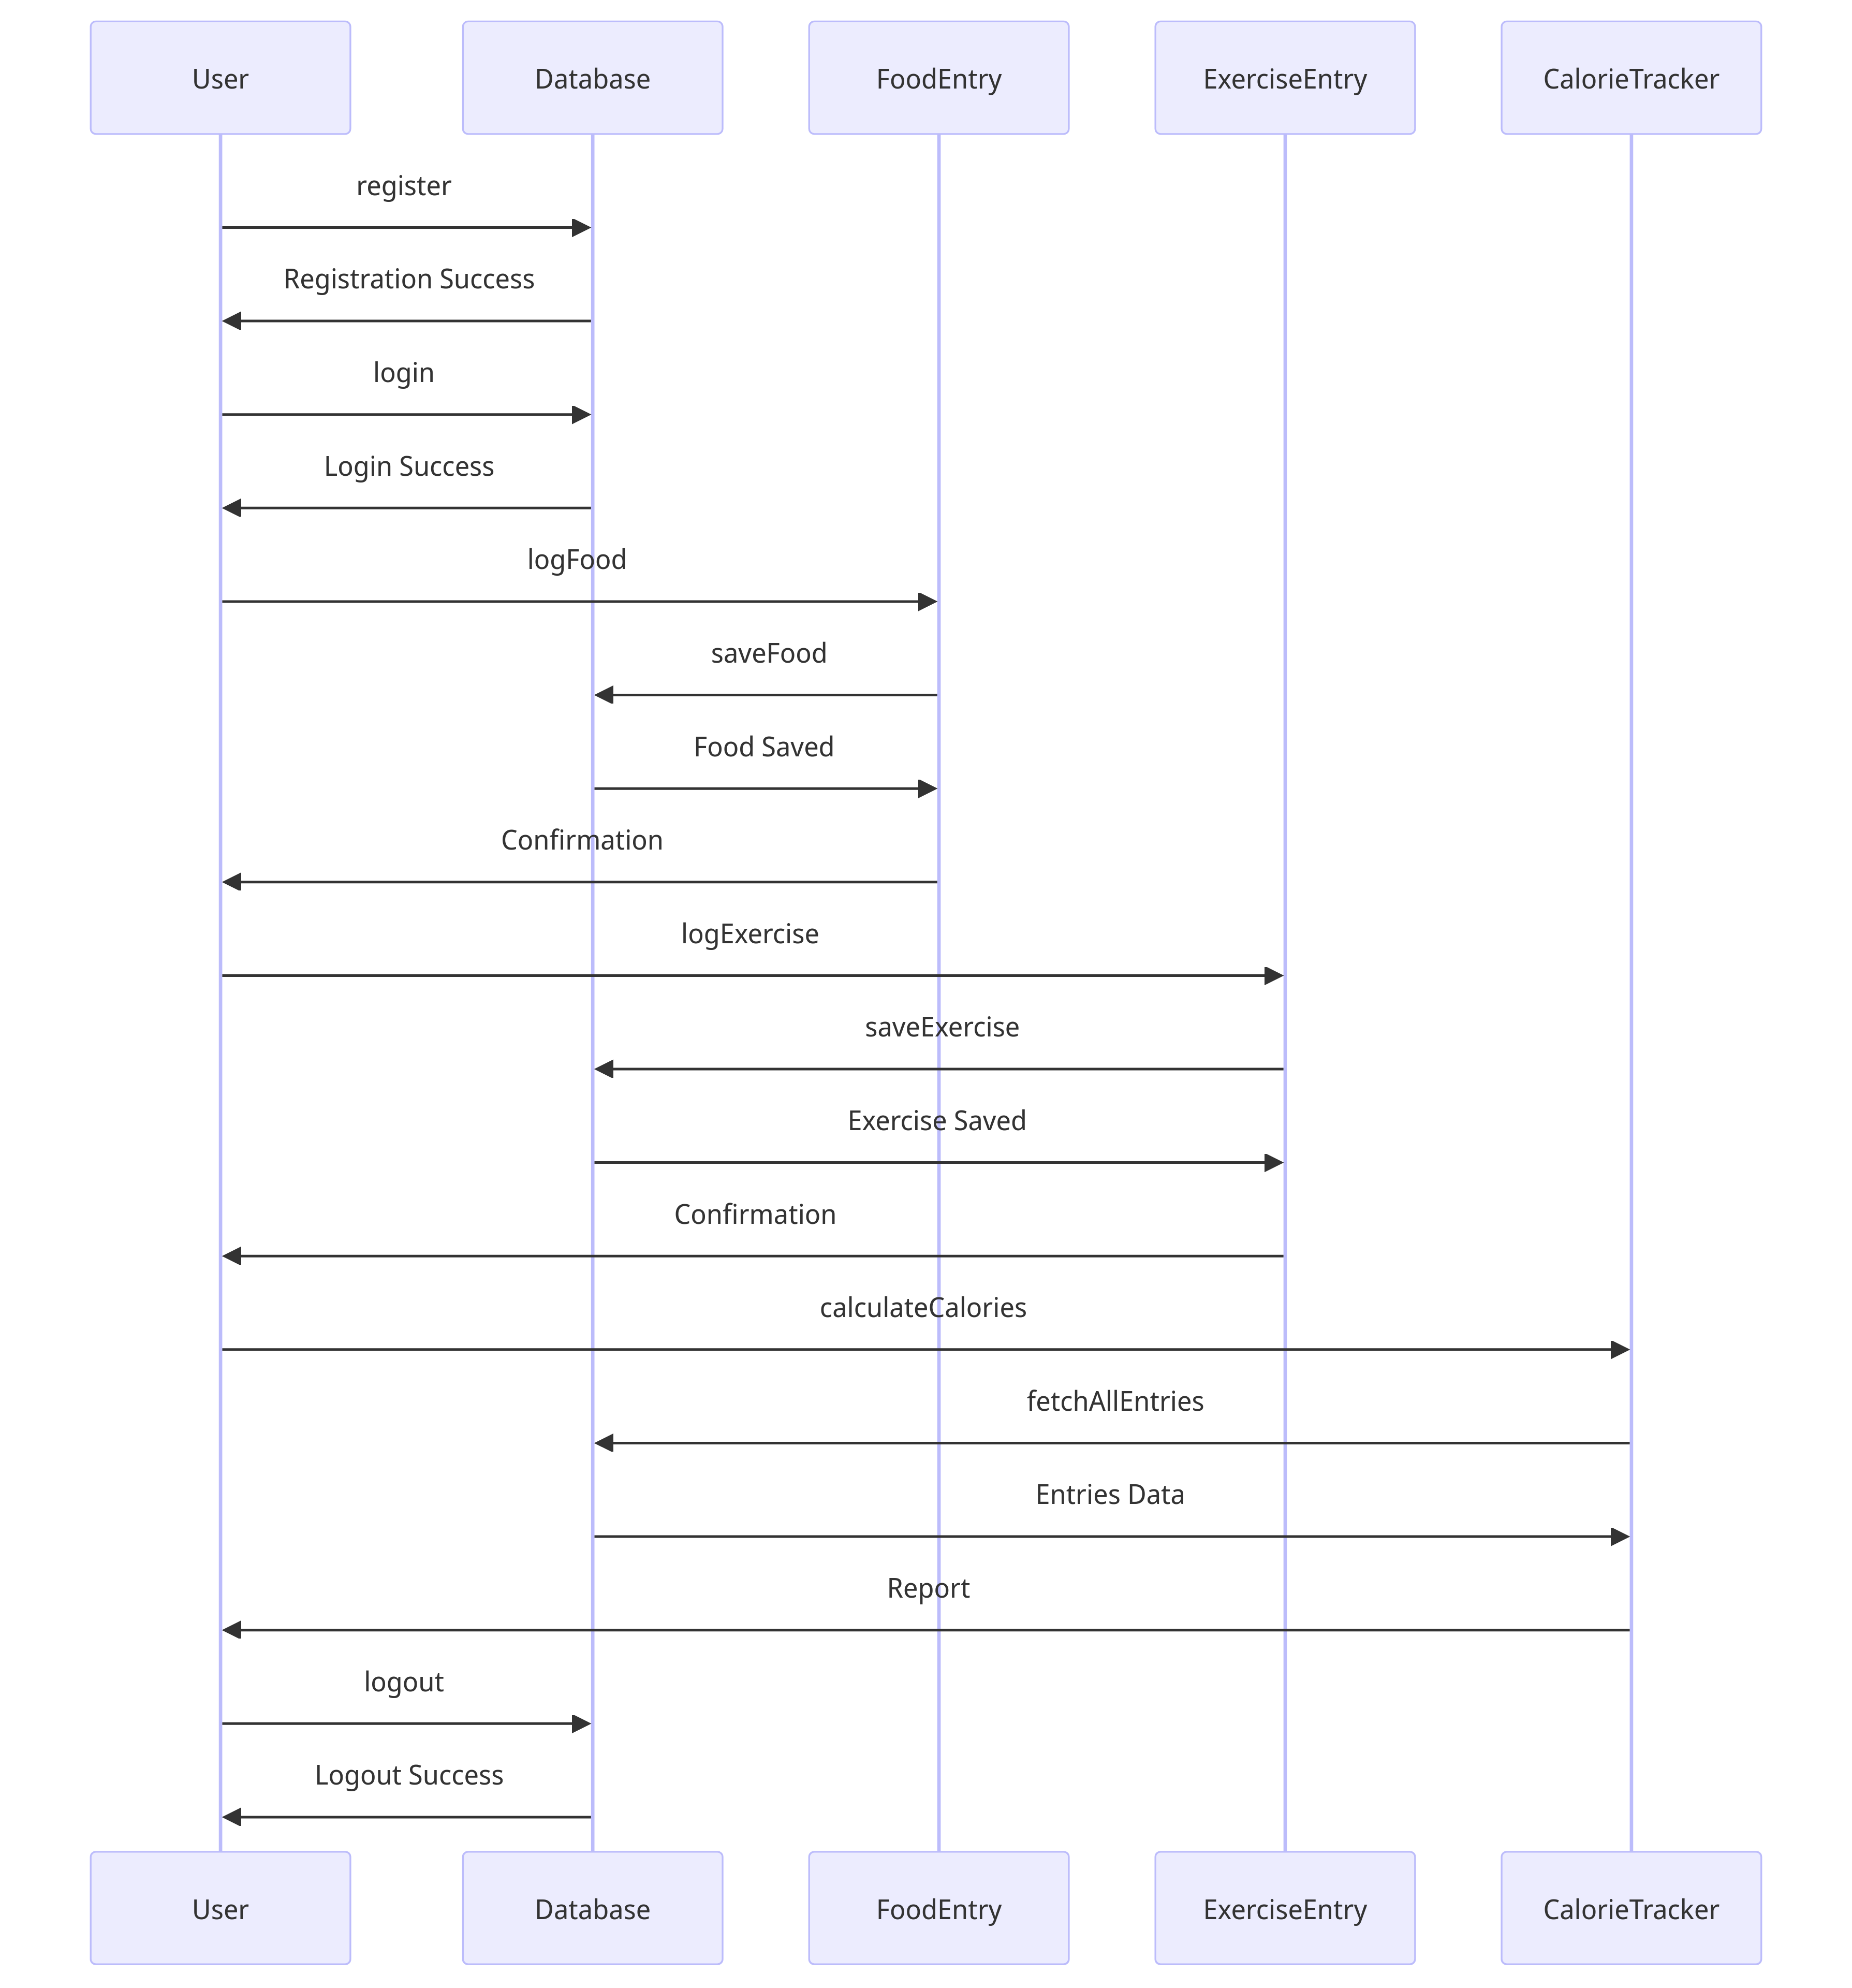 User
Database
FoodEntry
ExerciseEntry
CalorieTracker
register
Registration Success
login
Login Success
logFood
saveFood
Food Saved
Confirmation
logExercise
saveExercise
Exercise Saved
Confirmation
calculateCalories
fetchAllEntries
Entries Data
Report
logout
Logout Success
User
Database
FoodEntry
ExerciseEntry
CalorieTracker